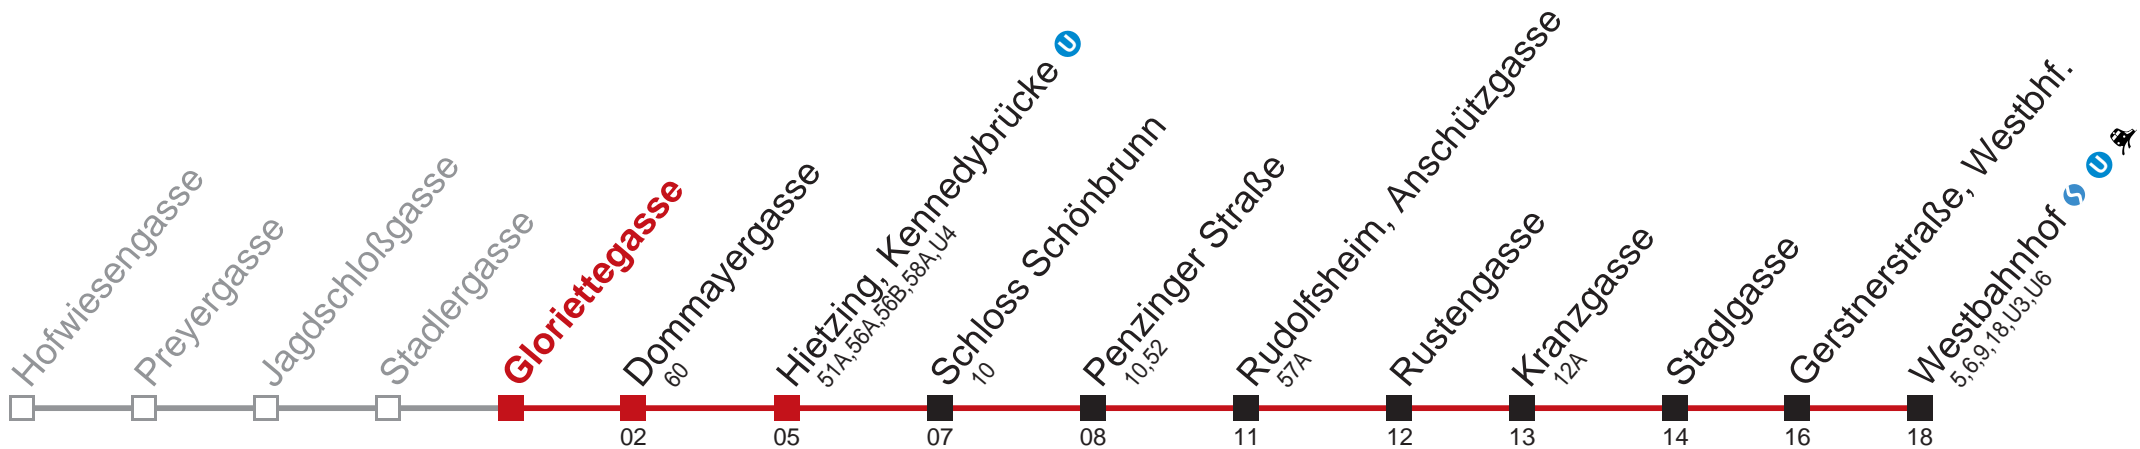 Hofwiesengasse
Preyergasse
Jagdschloßgasse
Stadlergasse
Gloriettegasse
Dommayergasse
60
Hietzing, Kennedybrücke U
51A,56A,56B,58A,U4
Schloss Schönbrunn
10
Penzinger Straße
10,52
Rudolfsheim, Anschützgasse
57A
Rustengasse
Kranzgasse
12A
Staglgasse
Gerstnerstraße, Westbhf.
Westbahnhof S U
5,6,9,18,U3,U6
02 05 07 08 11 12 13 14 16 18